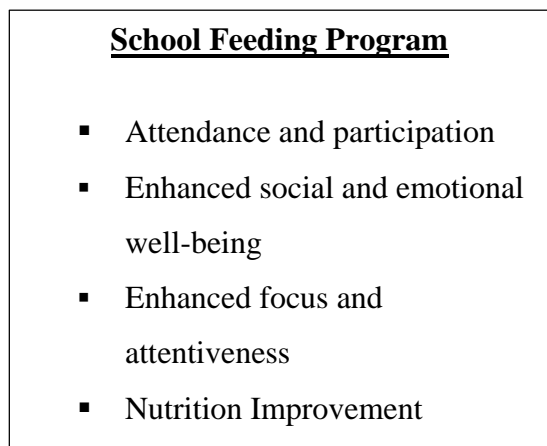 School Feeding Program
▪ Attendance and participation
▪ Enhanced social and emotional
well-being
▪ Enhanced focus and
attentiveness
▪ Nutrition Improvement